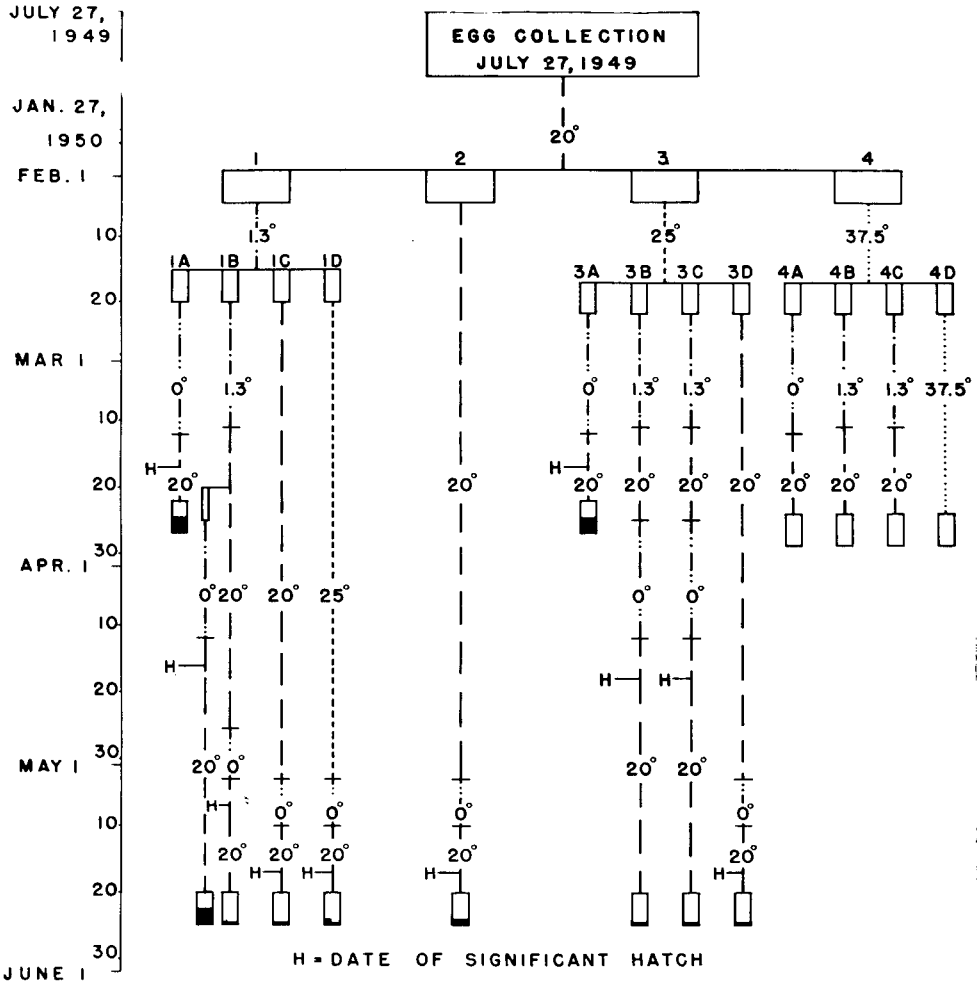 JULY 27,
1949
EGG COLLECTION
JULY 27, 1949
JAN. 27,
1950
20°
1 2 3 4
FEB. 1
10 1.3° 25° 37.5°
1A 1B 1C 1D 3A 3B 3C 3D 4A 4B 4C 4D
20
MAR 1
0° 1.3° 0° 1.3° 1.3° 0° 1.3° 1.3° 37.5°
10
H H
20 20° 20° 20° 20° 20° 20° 20° 20° 20°
30
APR. 1
0° 20° 20° 25° 0° 0°
10
H H H
20
30
MAY 1 20° 0° 20° 20°
H
10 0° 0° 0° 0°
20° 20° 20° 20° 20°
H H H H
20
30
H = DATE OF SIGNIFICANT HATCH
JUNE 1